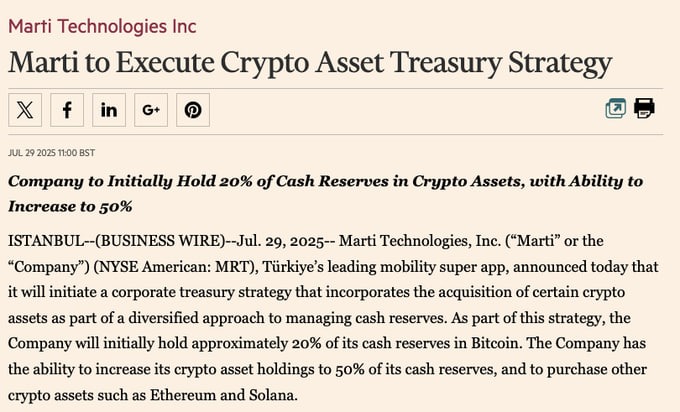 Marti Technologies Inc
Marti to Execute Crypto Asset Treasury Strategy
X f in G+
JUL 29 2025 11:00 BST
Company to Initially Hold 20% of Cash Reserves in Crypto Assets, with Ability to
Increase to 50%
ISTANBUL--(BUSINESS WIRE)--Jul. 29, 2025-- Marti Technologies, Inc. (“Marti” or the
“Company”) (NYSE American: MRT), Türkiye’s leading mobility super app, announced today that
it will initiate a corporate treasury strategy that incorporates the acquisition of certain crypto
assets as part of a diversified approach to managing cash reserves. As part of this strategy, the
Company will initially hold approximately 20% of its cash reserves in Bitcoin. The Company has
the ability to increase its crypto asset holdings to 50% of its cash reserves, and to purchase other
crypto assets such as Ethereum and Solana.